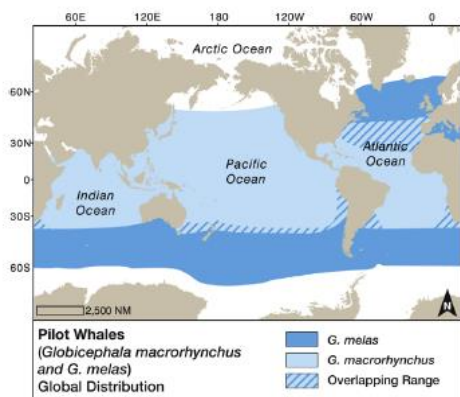 60E 120E 180 120W 60W 0
Arctic Ocean
60N
30N
Atlantic
Ocean
Pacific
Ocean
0
Indian
Ocean
30S
60S
2,500 NM
N
Pilot Whales
(Globicephala macrorhynchus
and G. melas)
Global Distribution
G. melas
G. macrorhynchus
Overlapping Range